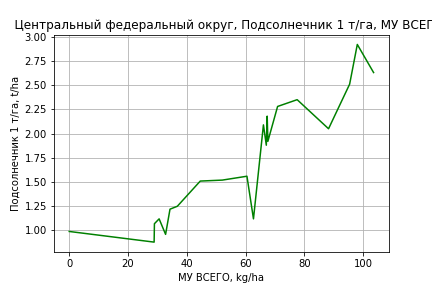 Центральный федеральный округ, Подсолнечник 1 т/га, МУ ВСЕГ
3.00
2.75
2.50
2.25
2.00
1.75
1.50
1.25
1.00
Подсолнечник 1 т/га, t/ha
0 20 40 60 80 100
МУ ВСЕГО, kg/ha